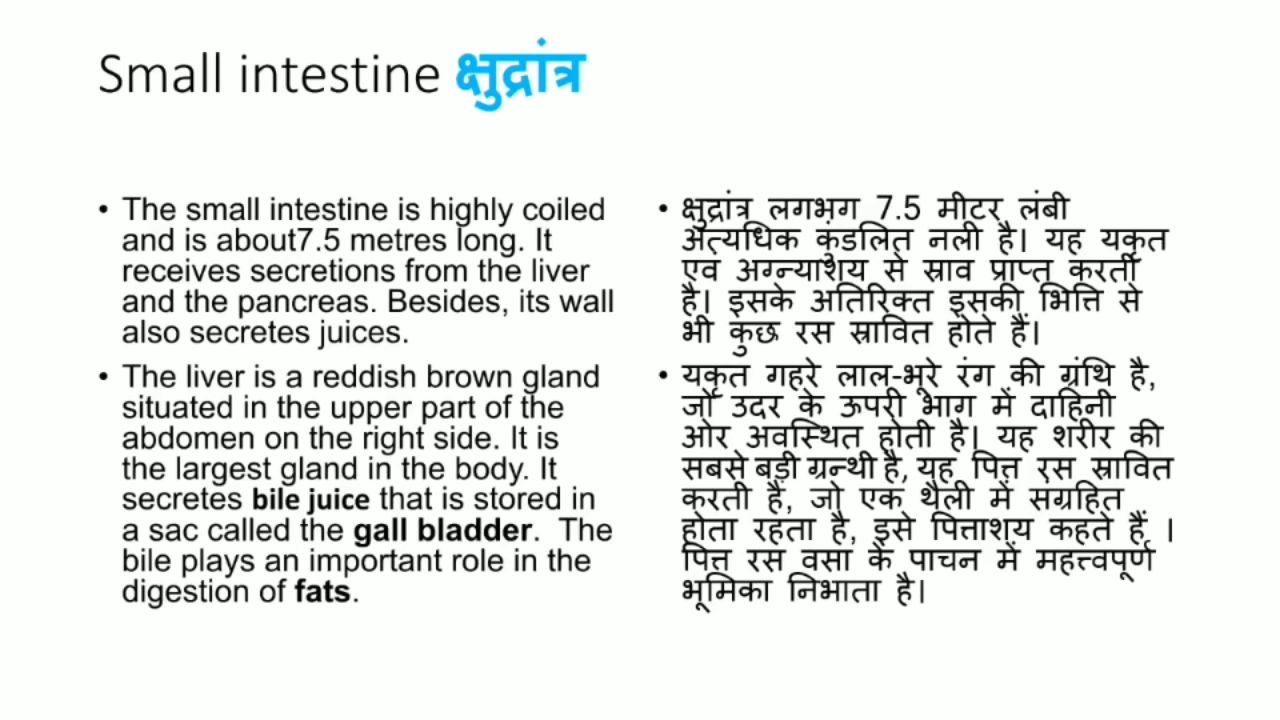 Small intestine क्षुद्रांत्र
• The small intestine is highly coiled
and is about7.5 metres long. It
receives secretions from the liver
and the pancreas. Besides, its wall
also secretes juices.
• The liver is a reddish brown gland
situated in the upper part of the
abdomen on the right side. It is
the largest gland in the body. It
secretes bile juice that is stored in
a sac called the gall bladder. The
bile plays an important role in the
digestion of fats.
• क्षुद्रांत्र लगभग 7.5 मीटर लंबी
अत्यधिक कुंडलित नली है। यह यकृत
एवं अग्न्याशय से स्राव प्राप्त करती
है। इसके अतिरिक्त इसकी भित्ति से
भी कुछ रस स्रावित होते हैं।
• यकृत गहरे लाल-भूरे रंग की ग्रंथि है,
जो उदर के ऊपरी भाग में दाहिनी
ओर अवस्थित होती है। यह शरीर की
सबसे बड़ी ग्रन्थी है, यह पित्त रस स्रावित
करती है, जो एक थैली में संग्रहित
होता रहता है, इसे पित्ताशय कहते हैं ।
पित्त रस वसा के पाचन में महत्त्वपूर्ण
भूमिका निभाता है।